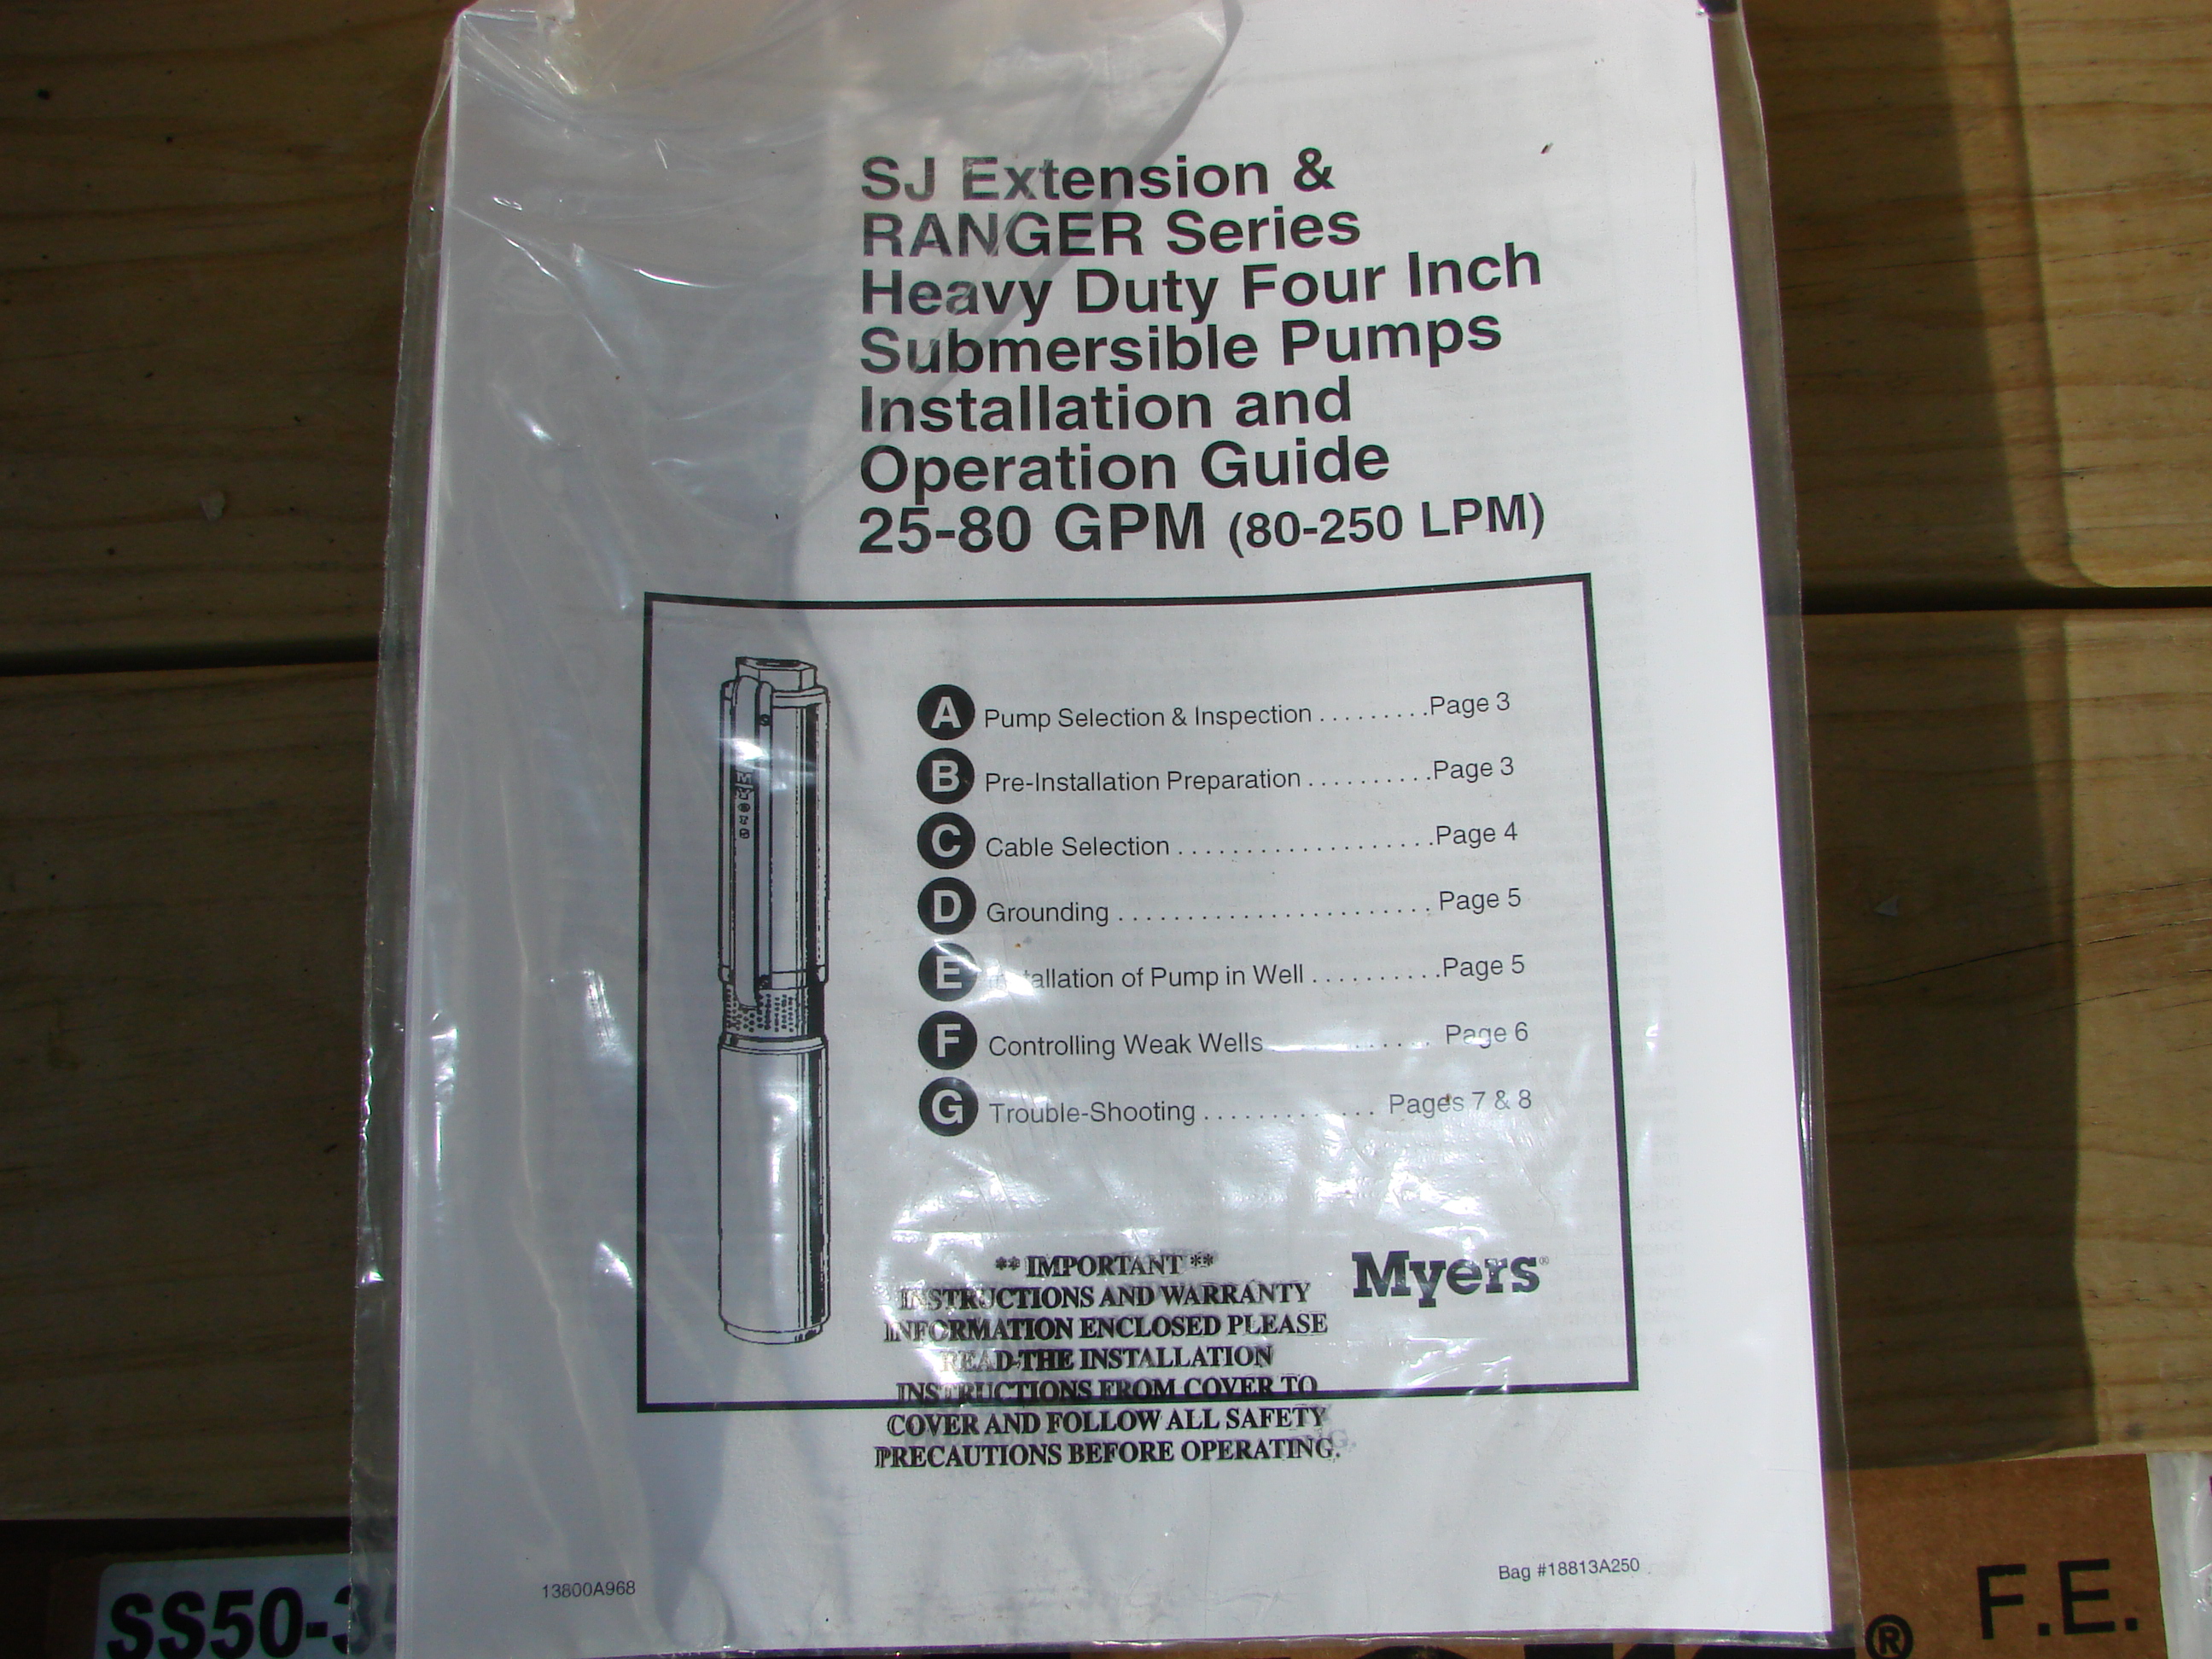 SJ Extension &
RANGER Series
Heavy Duty Four Inch
Submersible Pumps
Installation and
Operation Guide
25-80 GPM (80-250 LPM)
A Pump Selection & Inspection . . . . . . . . .Page 3
B Pre-Installation Preparation . . . . . . . . . .Page 3
C Cable Selection . . . . . . . . . . . . . . . . . . .Page 4
D Grounding . . . . . . . . . . . . . . . . . . . . . . . Page 5
E Installation of Pump in Well . . . . . . . . . .Page 5
F Controlling Weak Wells . . . . Page 6
G Trouble-Shooting . . . . . . . . . . . . . Pages 7 & 8
Myers
** IMPORTANT **
INSTRUCTIONS AND WARRANTY
INFORMATION ENCLOSED PLEASE
READ THE INSTALLATION
INSTRUCTIONS FROM COVER TO
COVER AND FOLLOW ALL SAFETY
PRECAUTIONS BEFORE OPERATING.
Myers®
13800A968
Bag #18813A250
SS50-3
® F.E.